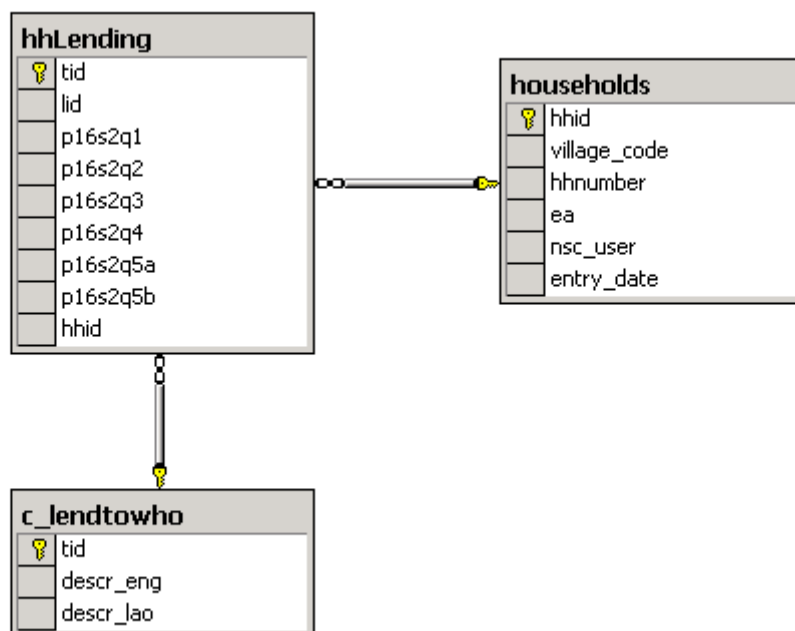 hhLending
tid
lid
p16s2q1
p16s2q2
p16s2q3
p16s2q4
p16s2q5a
p16s2q5b
hhid
households
hhid
village_code
hhnumber
ea
nsc_user
entry_date
c_lendtowho
tid
descr_eng
descr_lao